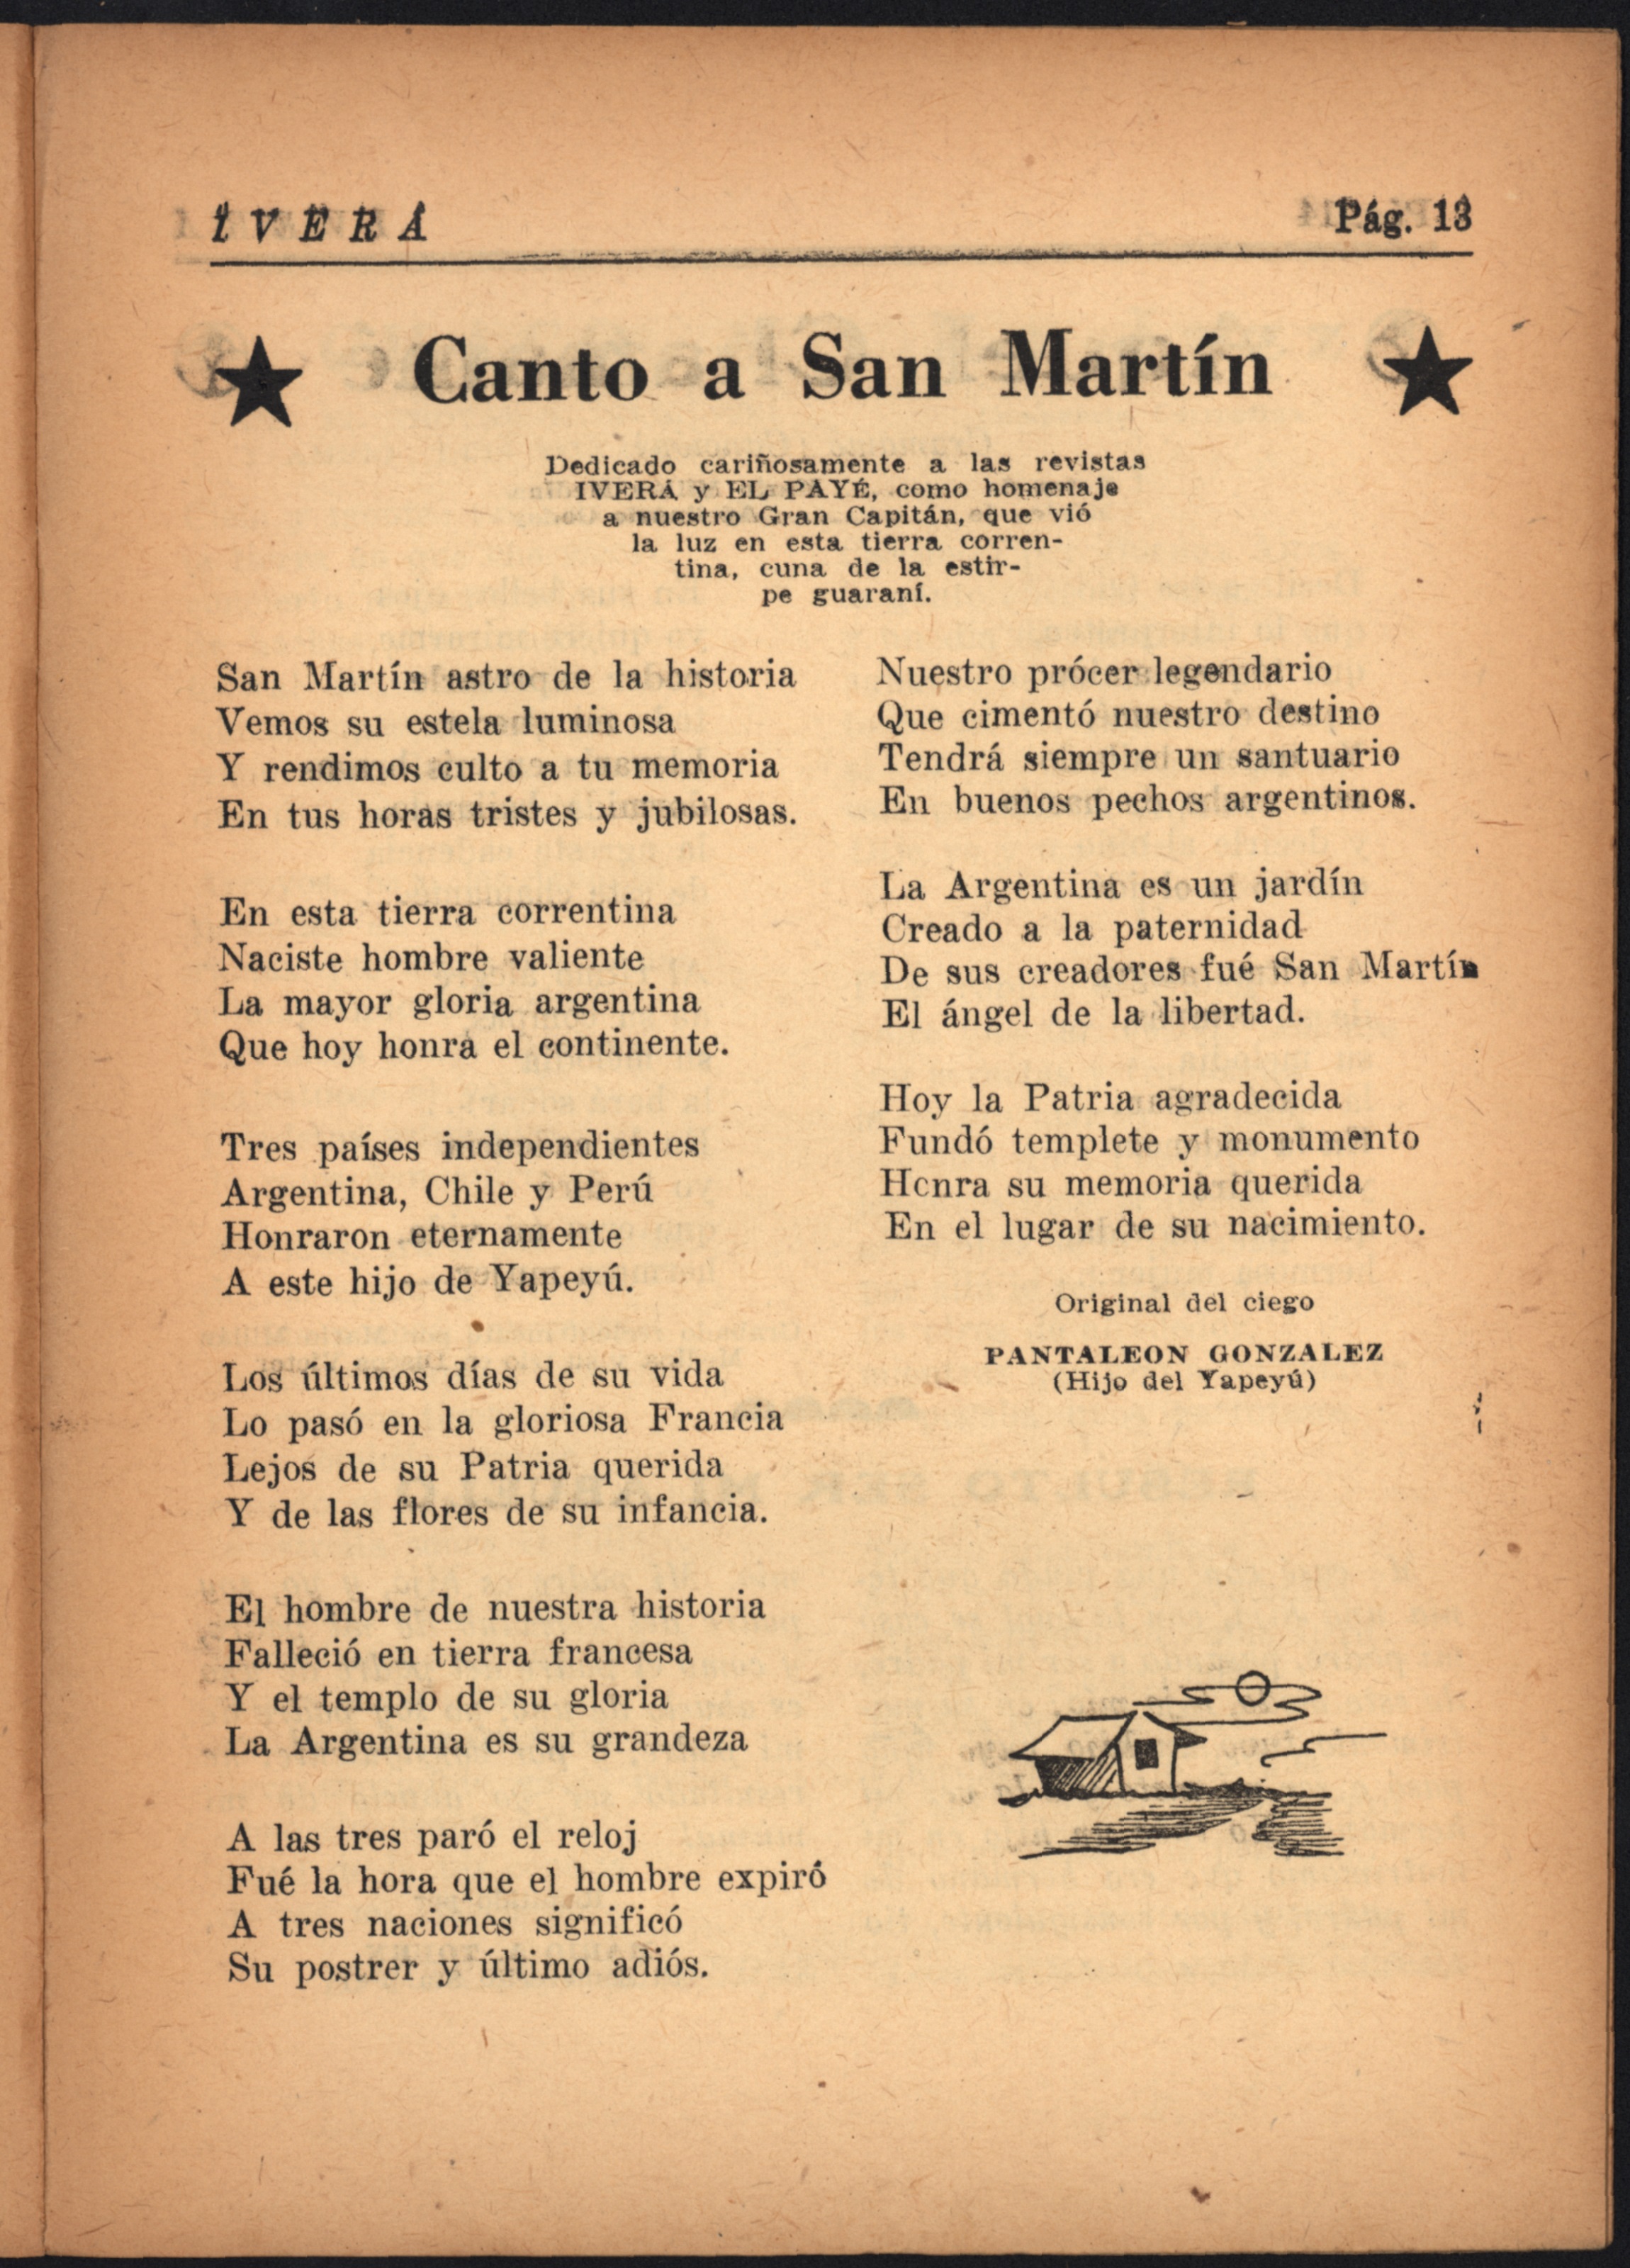 IVERÁ
Pág. 13
Canto a San Martín
Dedicado cariñosamente a las revistas
IVERÁ y EL PAYÉ, como homenaje
a nuestro Gran Capitán, que vió
la luz en esta tierra corren-
tina, cuna de la estir-
pe guaraní.
San Martín astro de la historia
Vemos su estela luminosa
Y rendimos culto a tu memoria
En tus horas tristes y jubilosas.
En esta tierra correntina
Naciste hombre valiente
La mayor gloria argentina
Que hoy honra el continente.
Tres países independientes
Argentina, Chile y Perú
Honraron eternamente
A este hijo de Yapeyú.
Los últimos días de su vida
Lo pasó en la gloriosa Francia
Lejos de su Patria querida
Y de las flores de su infancia.
El hombre de nuestra historia
Falleció en tierra francesa
Y el templo de su gloria
La Argentina es su grandeza
A las tres paró el reloj
Fué la hora que el hombre expiró
A tres naciones significó
Su postrer y último adiós.
Nuestro prócer legendario
Que cimentó nuestro destino
Tendrá siempre un santuario
En buenos pechos argentinos.
La Argentina es un jardín
Creado a la paternidad
De sus creadores fué San Martín
El ángel de la libertad.
Hoy la Patria agradecida
Fundó templete y monumento
Hcnra su memoria querida
En el lugar de su nacimiento.
Original del ciego
PANTALEON GONZALEZ
(Hijo del Yapeyú)